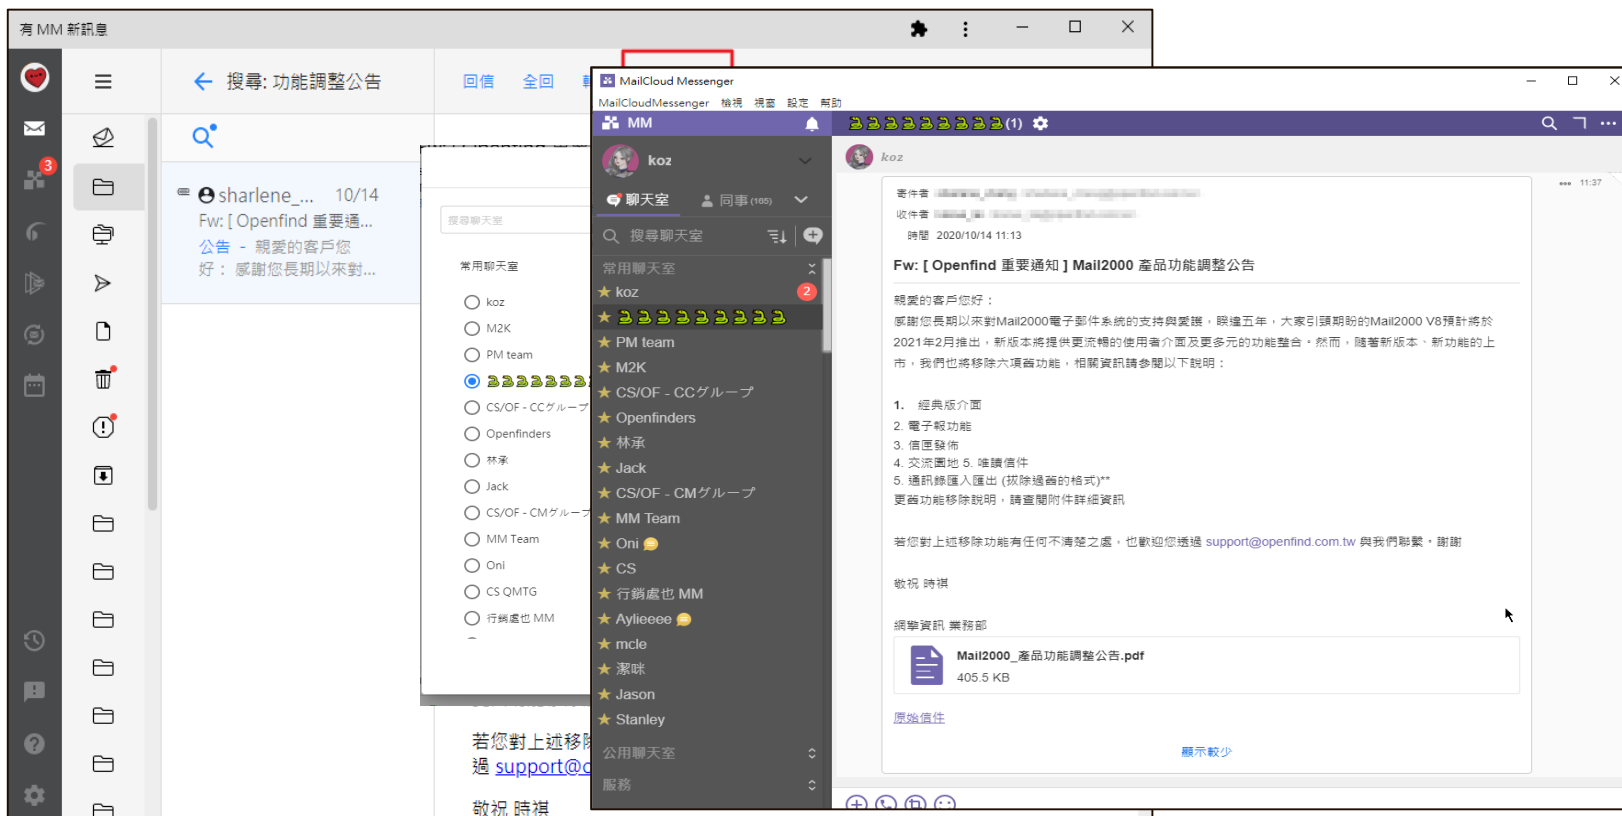 有 MM 新訊息
搜尋: 功能調整公告
回信 全回
3
sharlene_... 10/14
Fw: [ Openfind 重要通...
公告 - 親愛的客戶您
好： 感謝您長期以來對...
搜尋聊天室
常用聊天室
koz
M2K
PM team
CS/OF - CCグループ
Openfinders
林承
Jack
CS/OF - CMグループ
MM Team
Oni
CS QMTG
行銷處也 MM
若您對上述移除
過 support@o
敬祝 時祺
MailCloud Messenger
MailCloudMessenger 檢視 視窗 設定 幫助
MM
koz
聊天室 同事(165)
搜尋聊天室
常用聊天室
koz 2
PM team
M2K
CS/OF - CCグループ
Openfinders
林承
Jack
CS/OF - CMグループ
MM Team
Oni
CS
行銷處也 MM
Aylieeee
mcle
潔咪
Jason
Stanley
公用聊天室
服務
(1)
koz
11:37
寄件者
收件者
時間 2020/10/14 11:13
Fw: [ Openfind 重要通知 ] Mail2000 產品功能調整公告
親愛的客戶您好：
感謝您長期以來對Mail2000電子郵件系統的支持與愛護，睽違五年，大家引頸期盼的Mail2000 V8預計將於
2021年2月推出，新版本將提供更流暢的使用者介面及更多元的功能整合。然而，隨著新版本、新功能的上
市，我們也將移除六項舊功能，相關資訊請參閱以下說明：
1. 經典版介面
2. 電子報功能
3. 信匣發佈
4. 交流園地 5. 唯讀信件
5. 通訊錄匯入匯出 (拔除過舊的格式)**
更舊功能移除說明，請查閱附件詳細資訊
若您對上述移除功能有任何不清楚之處，也歡迎您透過 support@openfind.com.tw 與我們聯繫。謝謝
敬祝 時祺
網擎資訊 業務部
Mail2000_產品功能調整公告.pdf
405.5 KB
原始信件
顯示較少